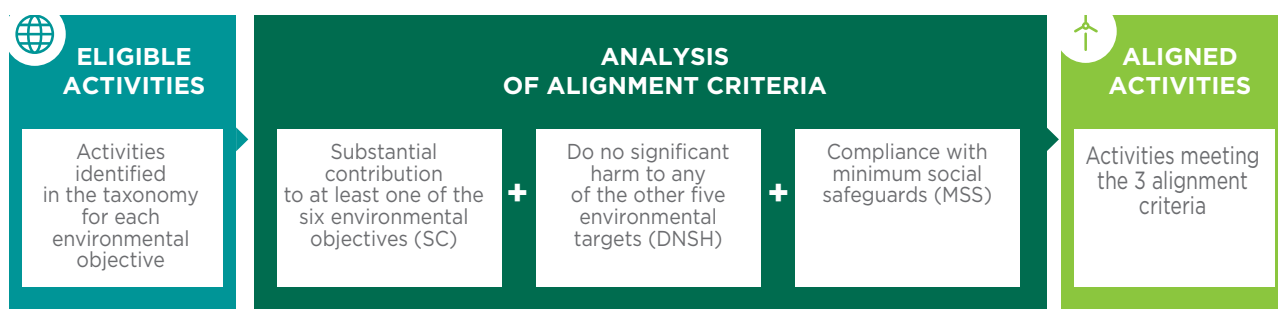 ELIGIBLE
ACTIVITIES
Activities
identified
in the taxonomy
for each
environmental
objective
ANALYSIS
OF ALIGNMENT CRITERIA
Substantial
contribution
to at least one of the
six environmental
objectives (SC)
+
Do no significant
harm to any
of the other five
environmental
targets (DNSH)
+
Compliance with
minimum social
safeguards (MSS)
ALIGNED
ACTIVITIES
Activities meeting
the 3 alignment
criteria